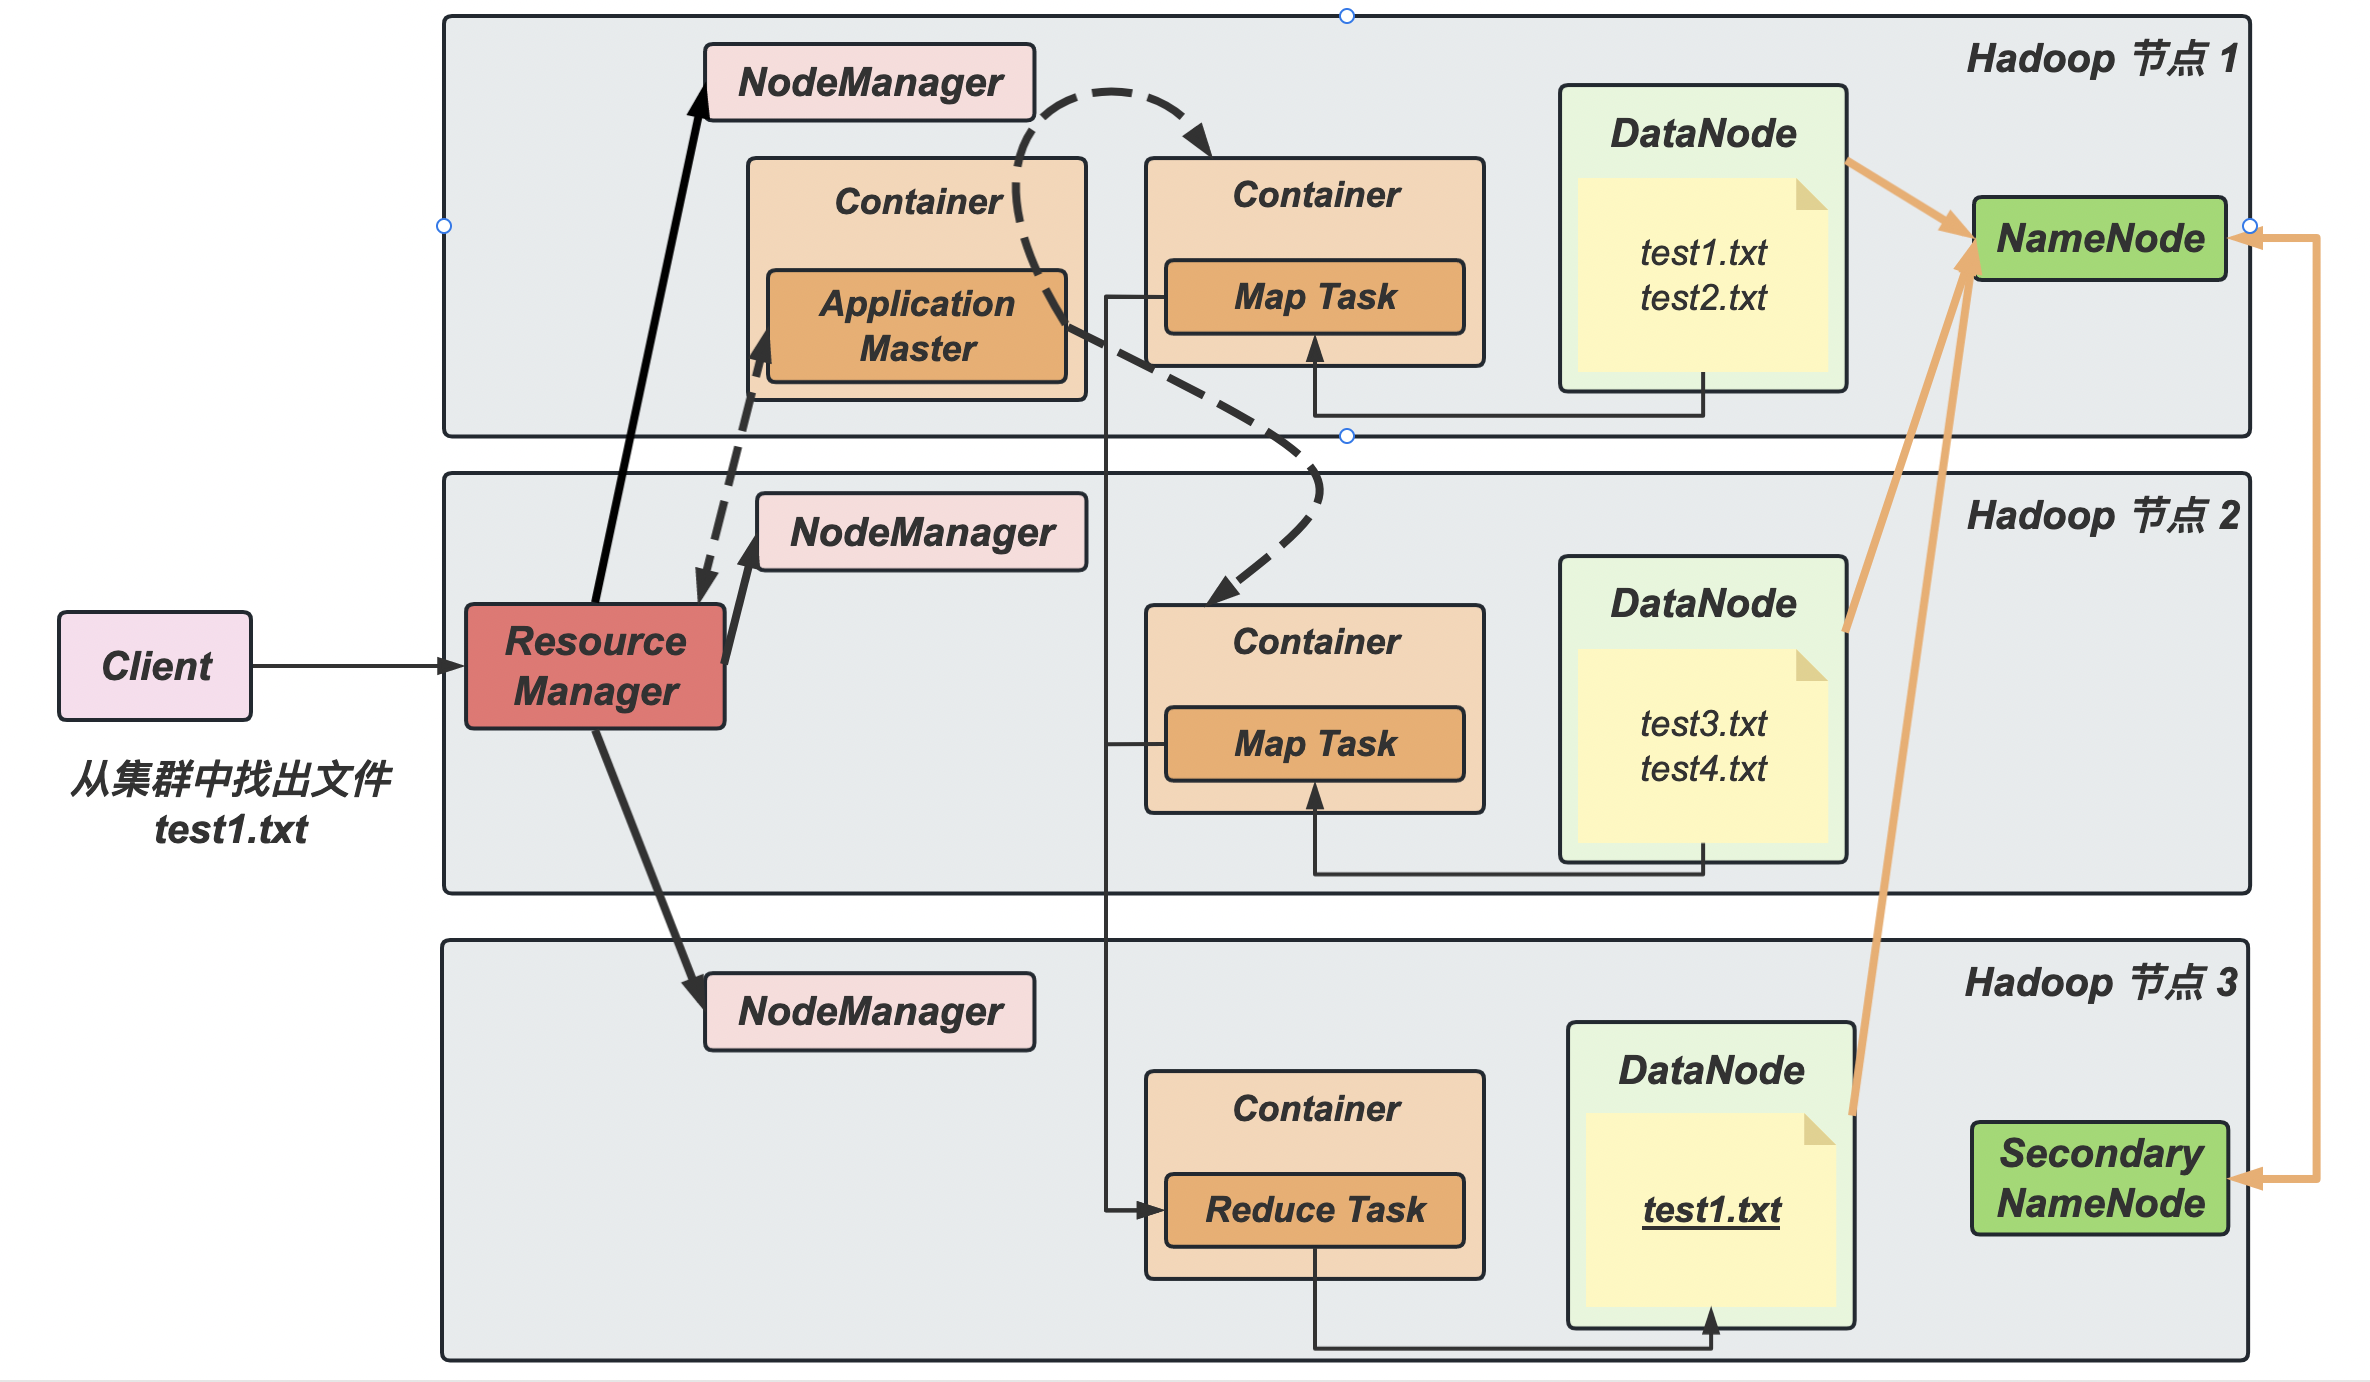 Hadoop 节点 1
NodeManager
Container
Application
Master
Container
Map Task
DataNode
test1.txt
test2.txt
NameNode
Hadoop 节点 2
NodeManager
Client
从集群中找出文件
test1.txt
Resource
Manager
Container
Map Task
DataNode
test3.txt
test4.txt
Hadoop 节点 3
NodeManager
Container
Reduce Task
DataNode
test1.txt
Secondary
NameNode